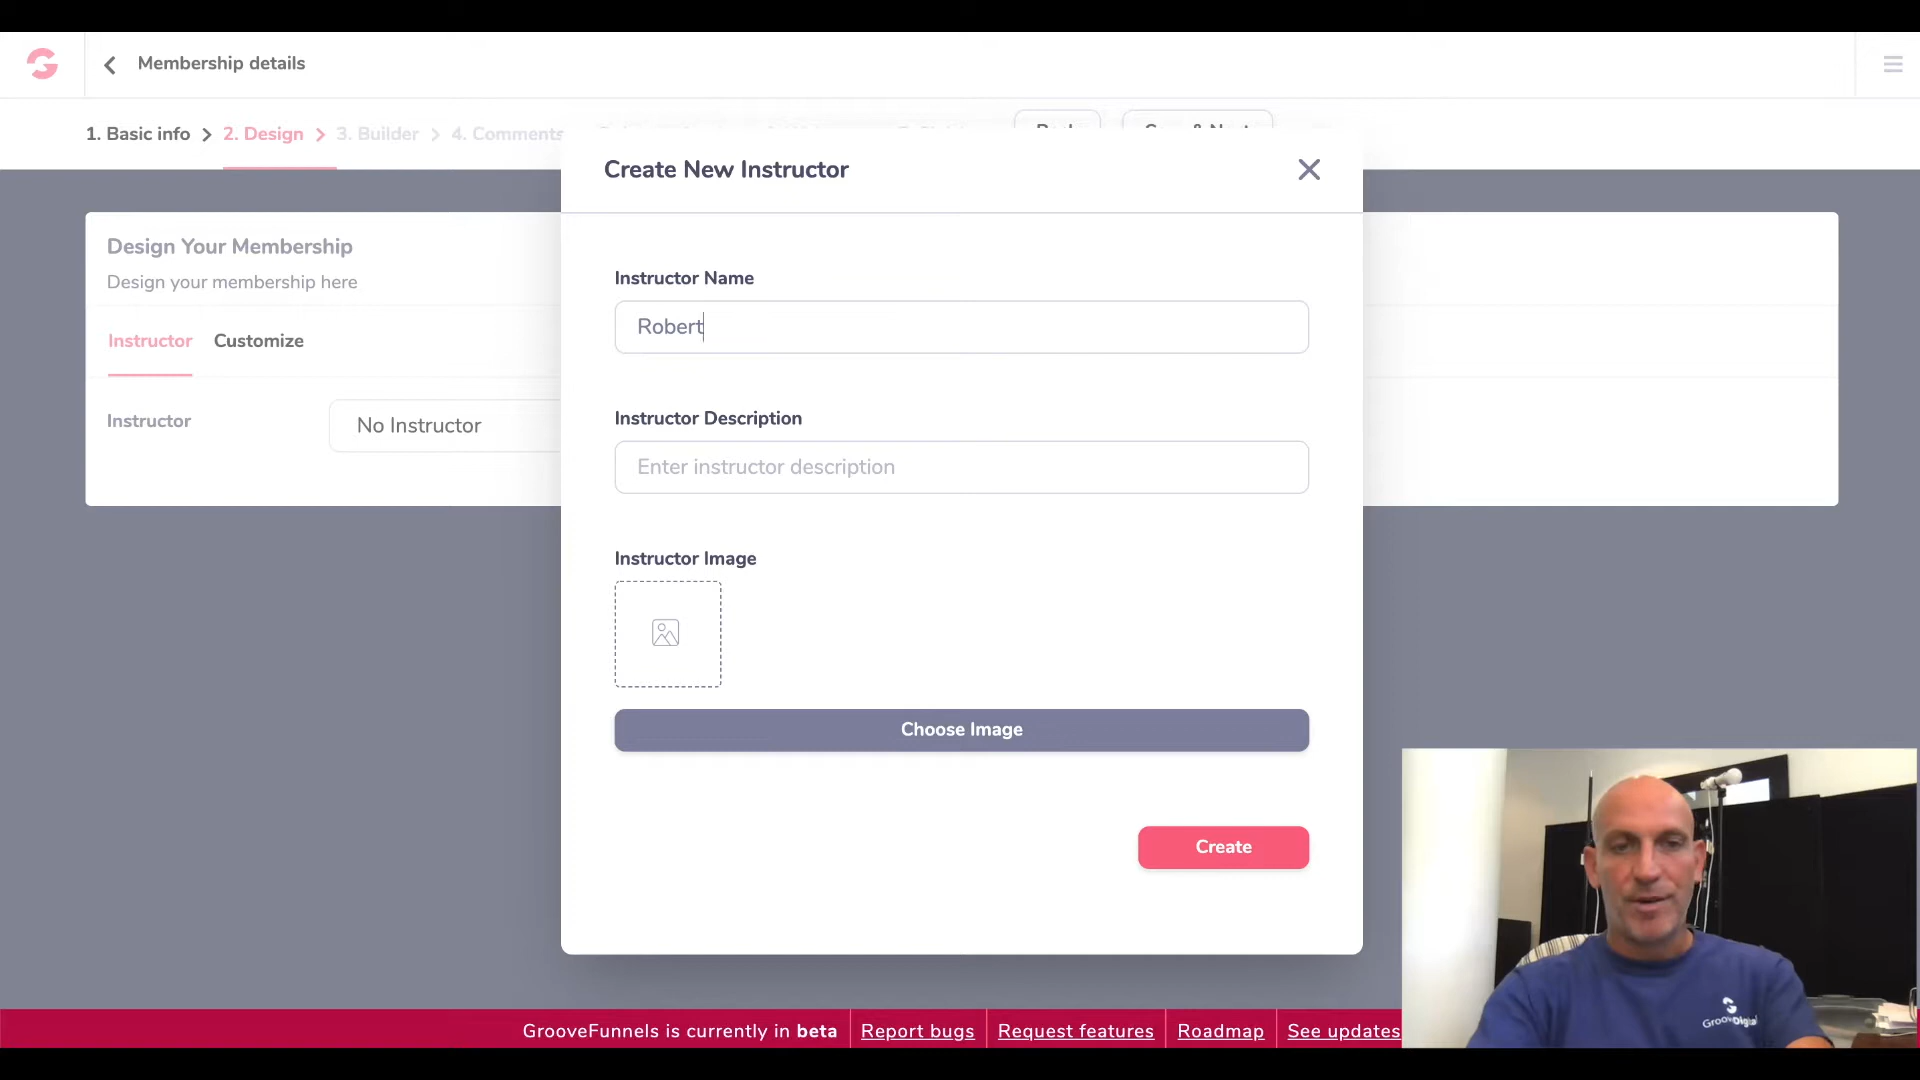 Membership details
1. Basic info
2. Design
3. Builder
4. Comments
Create New Instructor
Design Your Membership
Design your membership here
Instructor
Customize
Instructor
No Instructor
Instructor Name
Robert
Instructor Description
Enter instructor description
Instructor Image
Choose Image
Create
GrooveFunnels is currently in beta
Report bugs
Request features
Roadmap
See updates
GrooveDigital